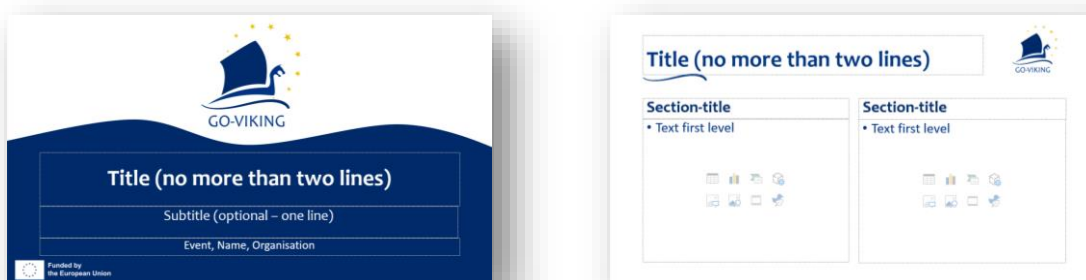 GO-VIKING
Title (no more than two lines)
Subtitle (optional – one line)
Event, Name, Organisation
Funded by
the European Union
Title (no more than two lines)
GO-VIKING
Section-title
• Text first level
Section-title
• Text first level